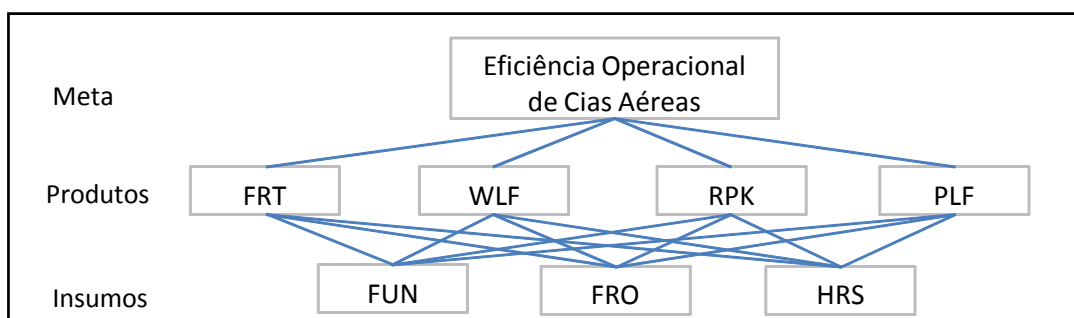 Eficiência Operacional
de Cias Aéreas
Meta
Produtos
FRT
WLF
RPK
PLF
Insumos
FUN
FRO
HRS